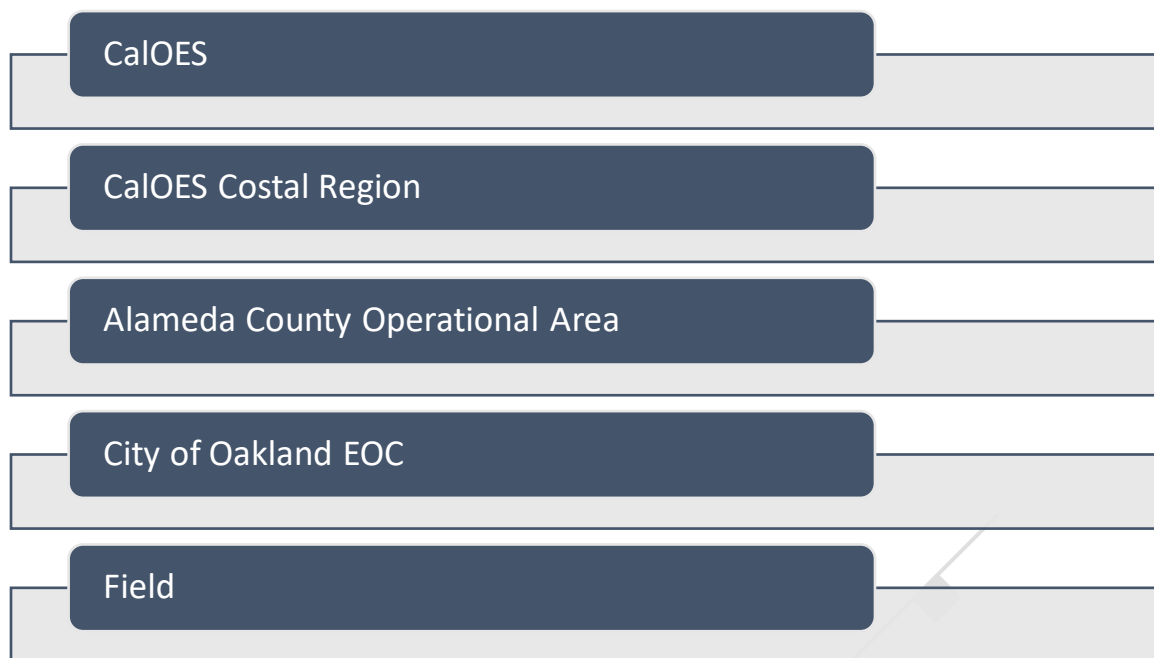 CalOES
CalOES Costal Region
Alameda County Operational Area
City of Oakland EOC
Field